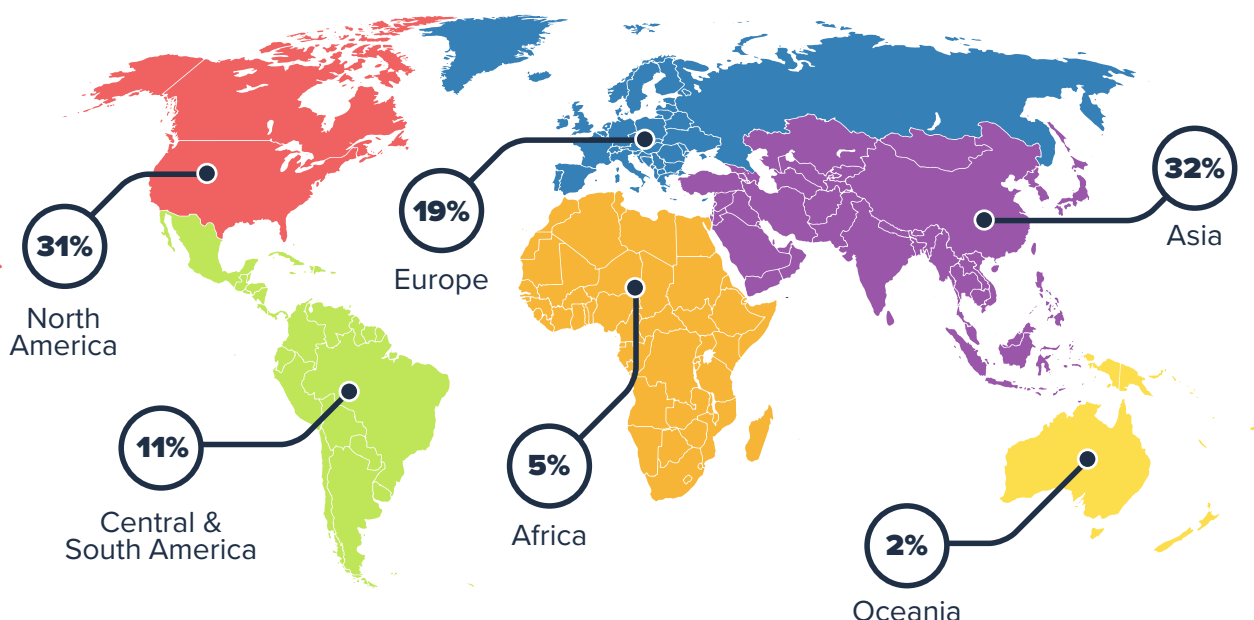 31%
North
America
19%
Europe
32%
Asia
11%
Central &
South America
5%
Africa
2%
Oceania